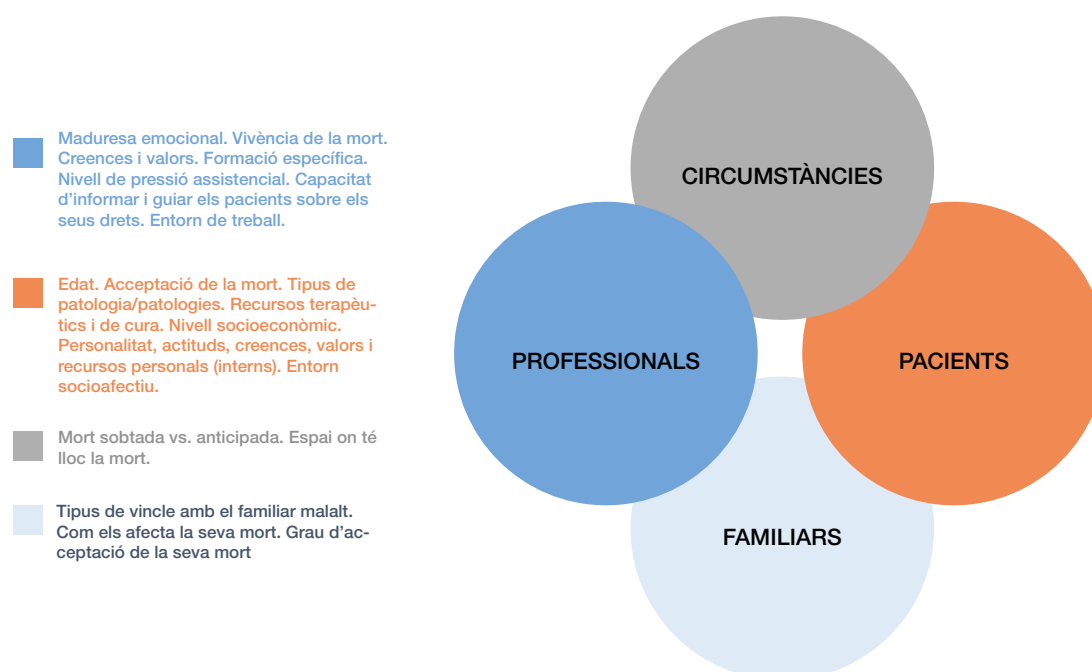 Maduresa emocional. Vivència de la mort.
Creences i valors. Formació específica.
Nivell de pressió assistencial. Capacitat
d’informar i guiar els pacients sobre els
seus drets. Entorn de treball.
Edat. Acceptació de la mort. Tipus de
patologia/patologies. Recursos terapèu-
tics i de cura. Nivell socioeconòmic.
Personalitat, actituds, creences, valors i
recursos personals (interns). Entorn
socioafectiu.
Mort sobtada vs. anticipada. Espai on té
lloc la mort.
Tipus de vincle amb el familiar malalt.
Com els afecta la seva mort. Grau d’ac-
ceptació de la seva mort
CIRCUMSTÀNCIES
PROFESSIONALS
PACIENTS
FAMILIARS